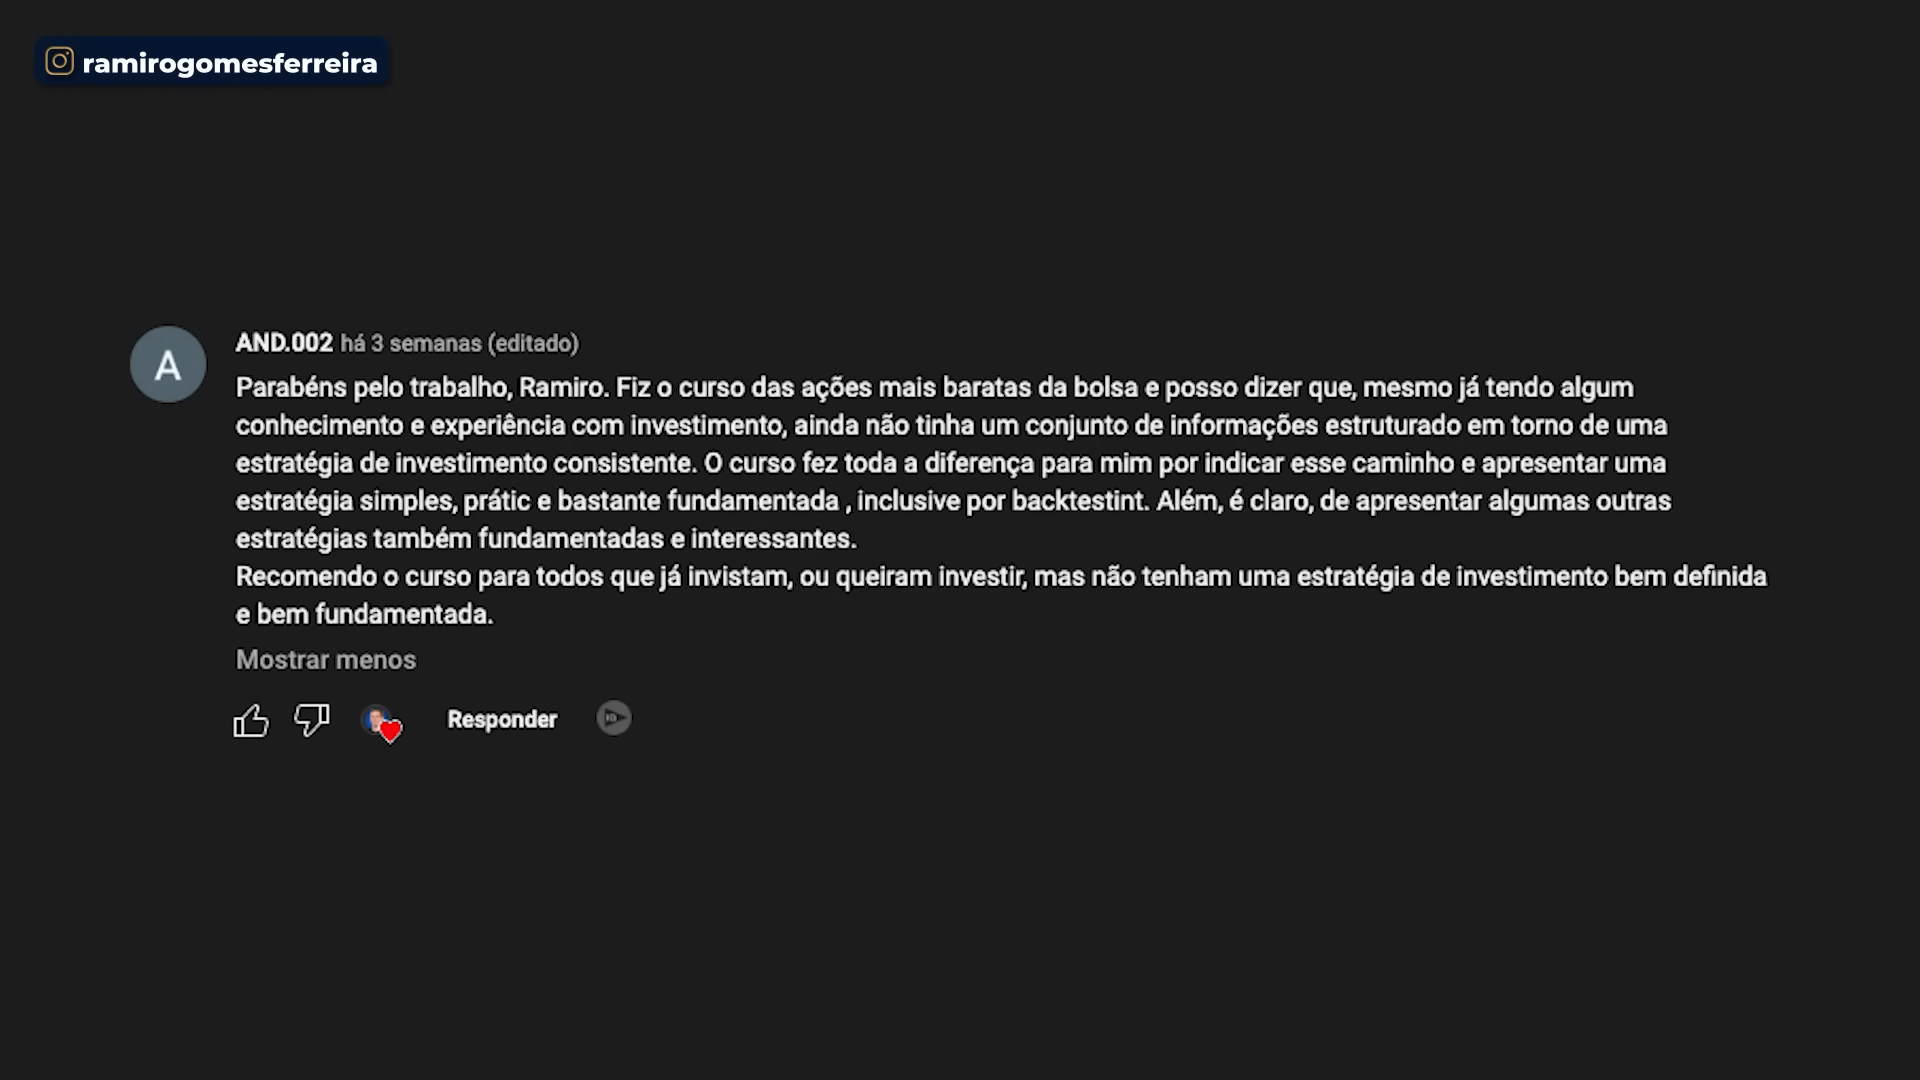 ramirogomesferreira
A
AND.002 há 3 semanas (editado)
Parabéns pelo trabalho, Ramiro. Fiz o curso das ações mais baratas da bolsa e posso dizer que, mesmo já tendo algum
conhecimento e experiência com investimento, ainda não tinha um conjunto de informações estruturado em torno de uma
estratégia de investimento consistente. O curso fez toda a diferença para mim por indicar esse caminho e apresentar uma
estratégia simples, prátic e bastante fundamentada , inclusive por backtestint. Além, é claro, de apresentar algumas outras
estratégias também fundamentadas e interessantes.
Recomendo o curso para todos que já invistam, ou queiram investir, mas não tenham uma estratégia de investimento bem definida
e bem fundamentada.
Mostrar menos
Responder